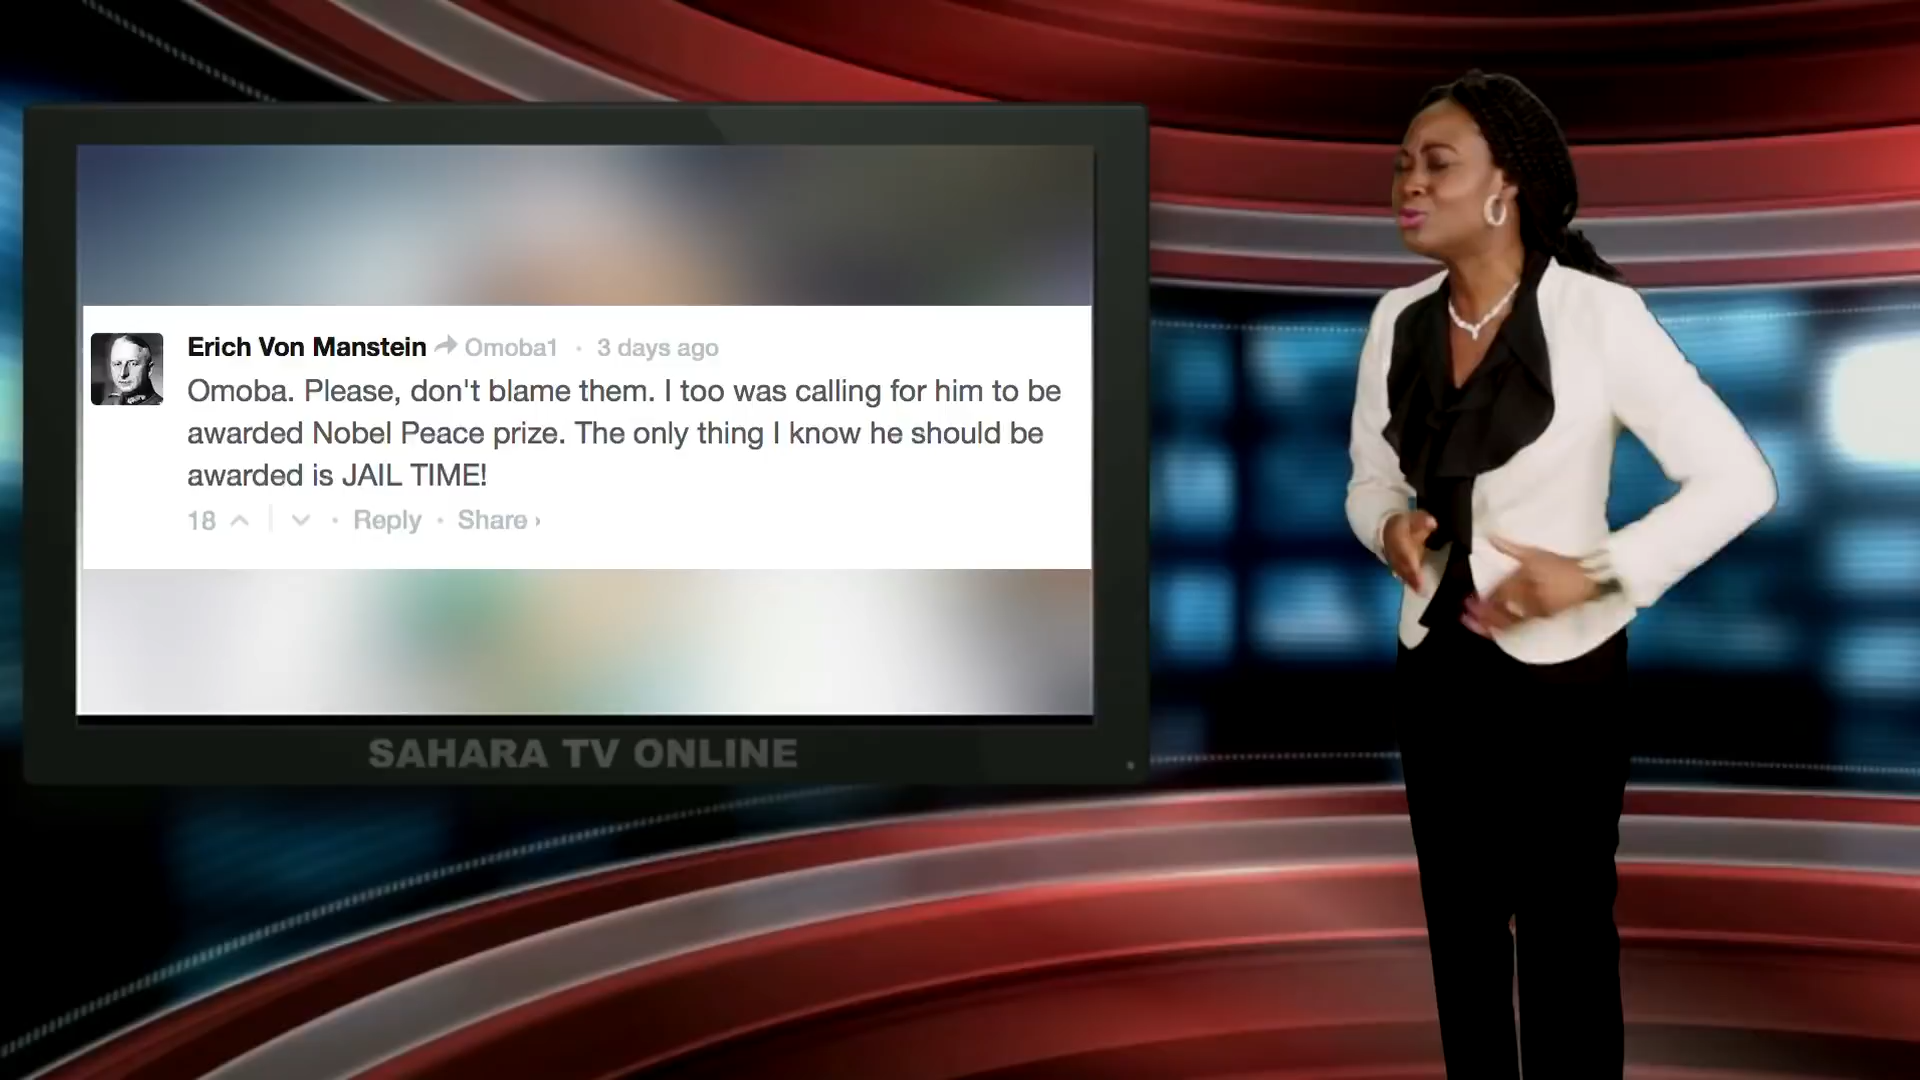 Erich Von Manstein Omoba1 · 3 days ago
Omoba. Please, don't blame them. I too was calling for him to be
awarded Nobel Peace prize. The only thing I know he should be
awarded is JAIL TIME!
18 · Reply · Share ›
SAHARA TV ONLINE